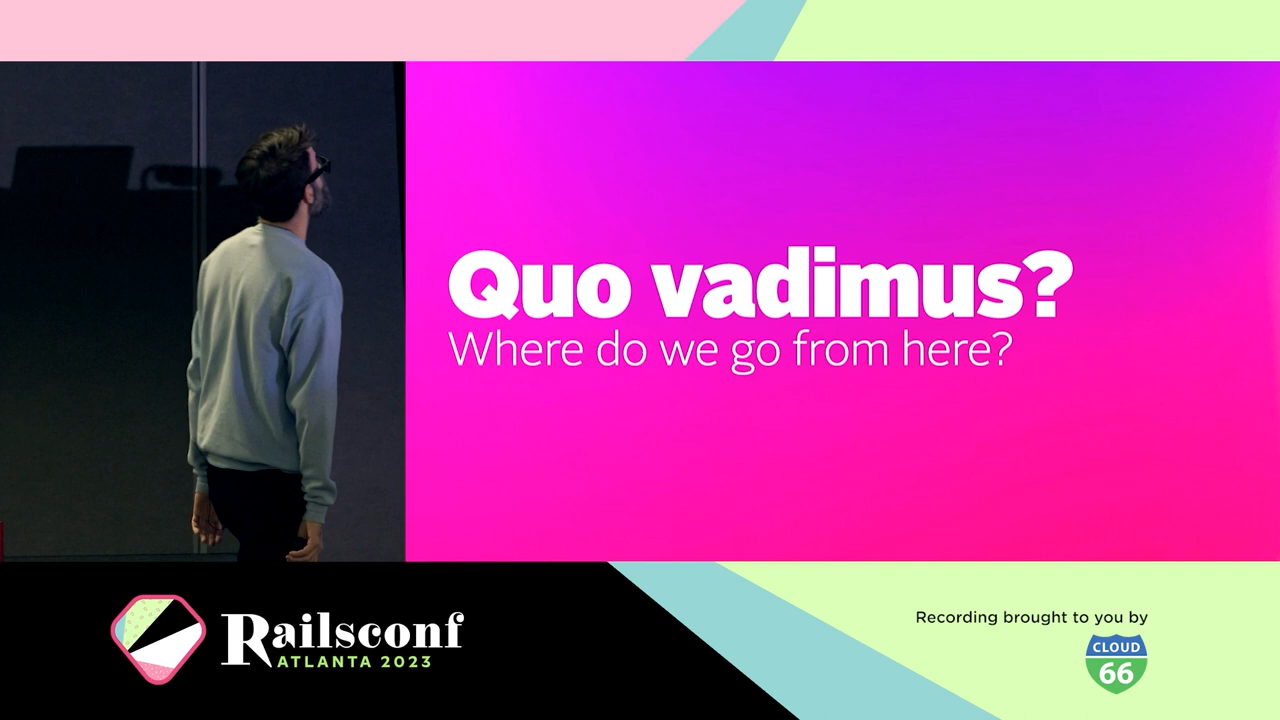 Quo vadimus?
Where do we go from here?
Railsconf
ATLANTA 2023
Recording brought to you by
CLOUD
66